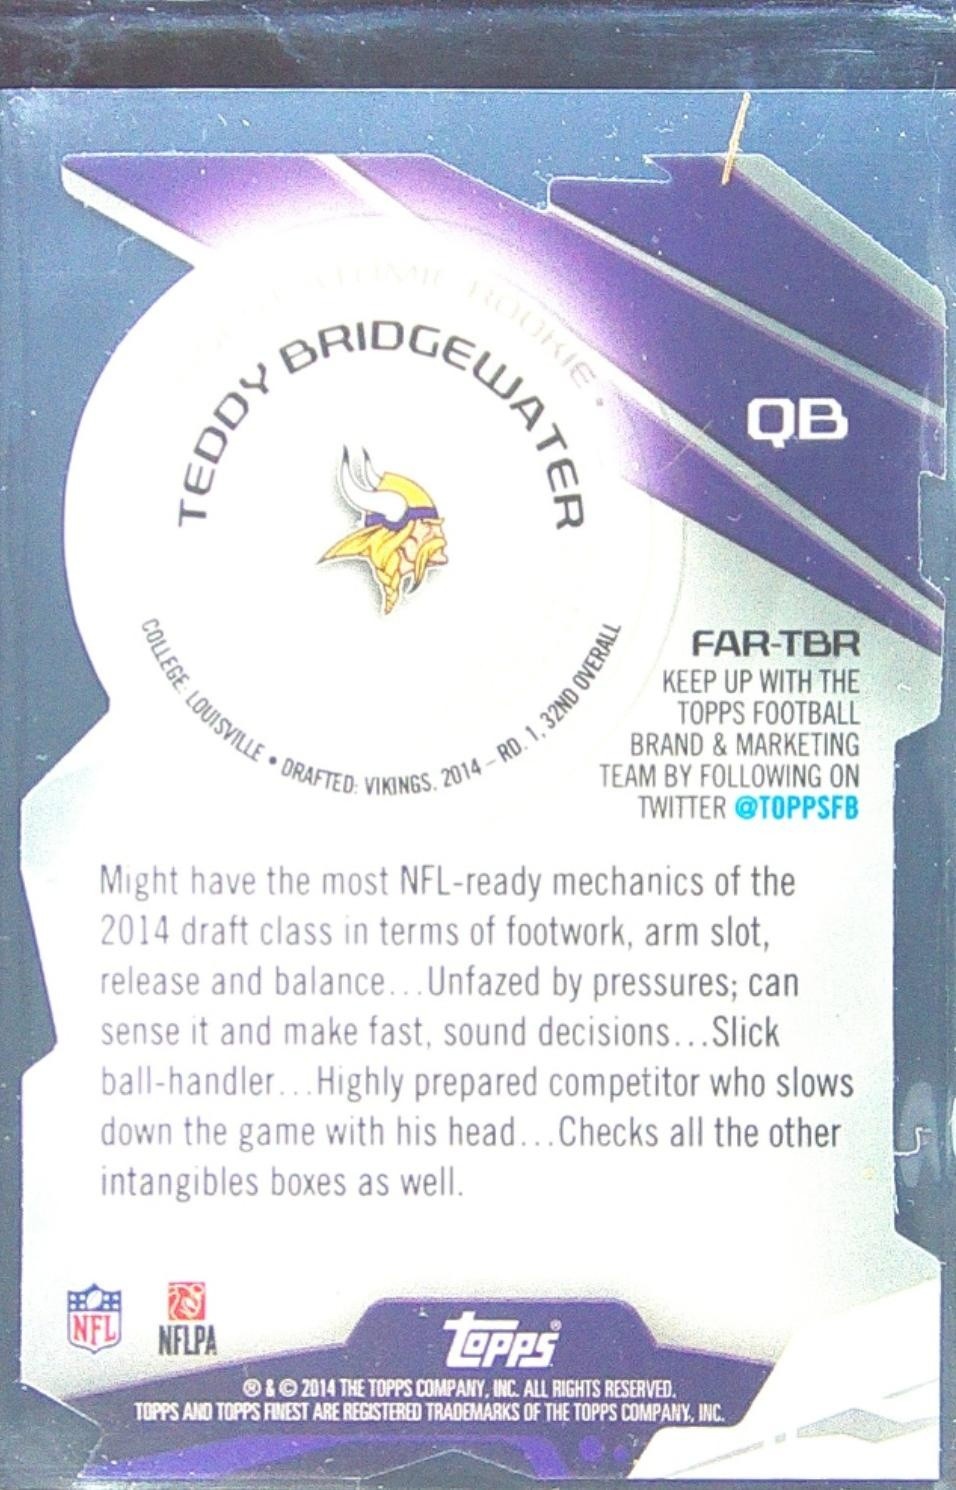 ATOMIC ROOKIE •
TEDDY BRIDGEWATER
QB
COLLEGE: LOUISVILLE • DRAFTED: VIKINGS, 2014 – RD. 1, 32ND OVERALL
FAR-TBR
KEEP UP WITH THE
TOPPS FOOTBALL
BRAND & MARKETING
TEAM BY FOLLOWING ON
TWITTER @TOPPSFB
Might have the most NFL-ready mechanics of the
2014 draft class in terms of footwork, arm slot,
release and balance...Unfazed by pressures; can
sense it and make fast, sound decisions...Slick
ball-handler...Highly prepared competitor who slows
down the game with his head...Checks all the other
intangibles boxes as well.
NFL
NFLPA
Topps®
® & © 2014 THE TOPPS COMPANY, INC. ALL RIGHTS RESERVED.
TOPPS AND TOPPS FINEST ARE REGISTERED TRADEMARKS OF THE TOPPS COMPANY, INC.